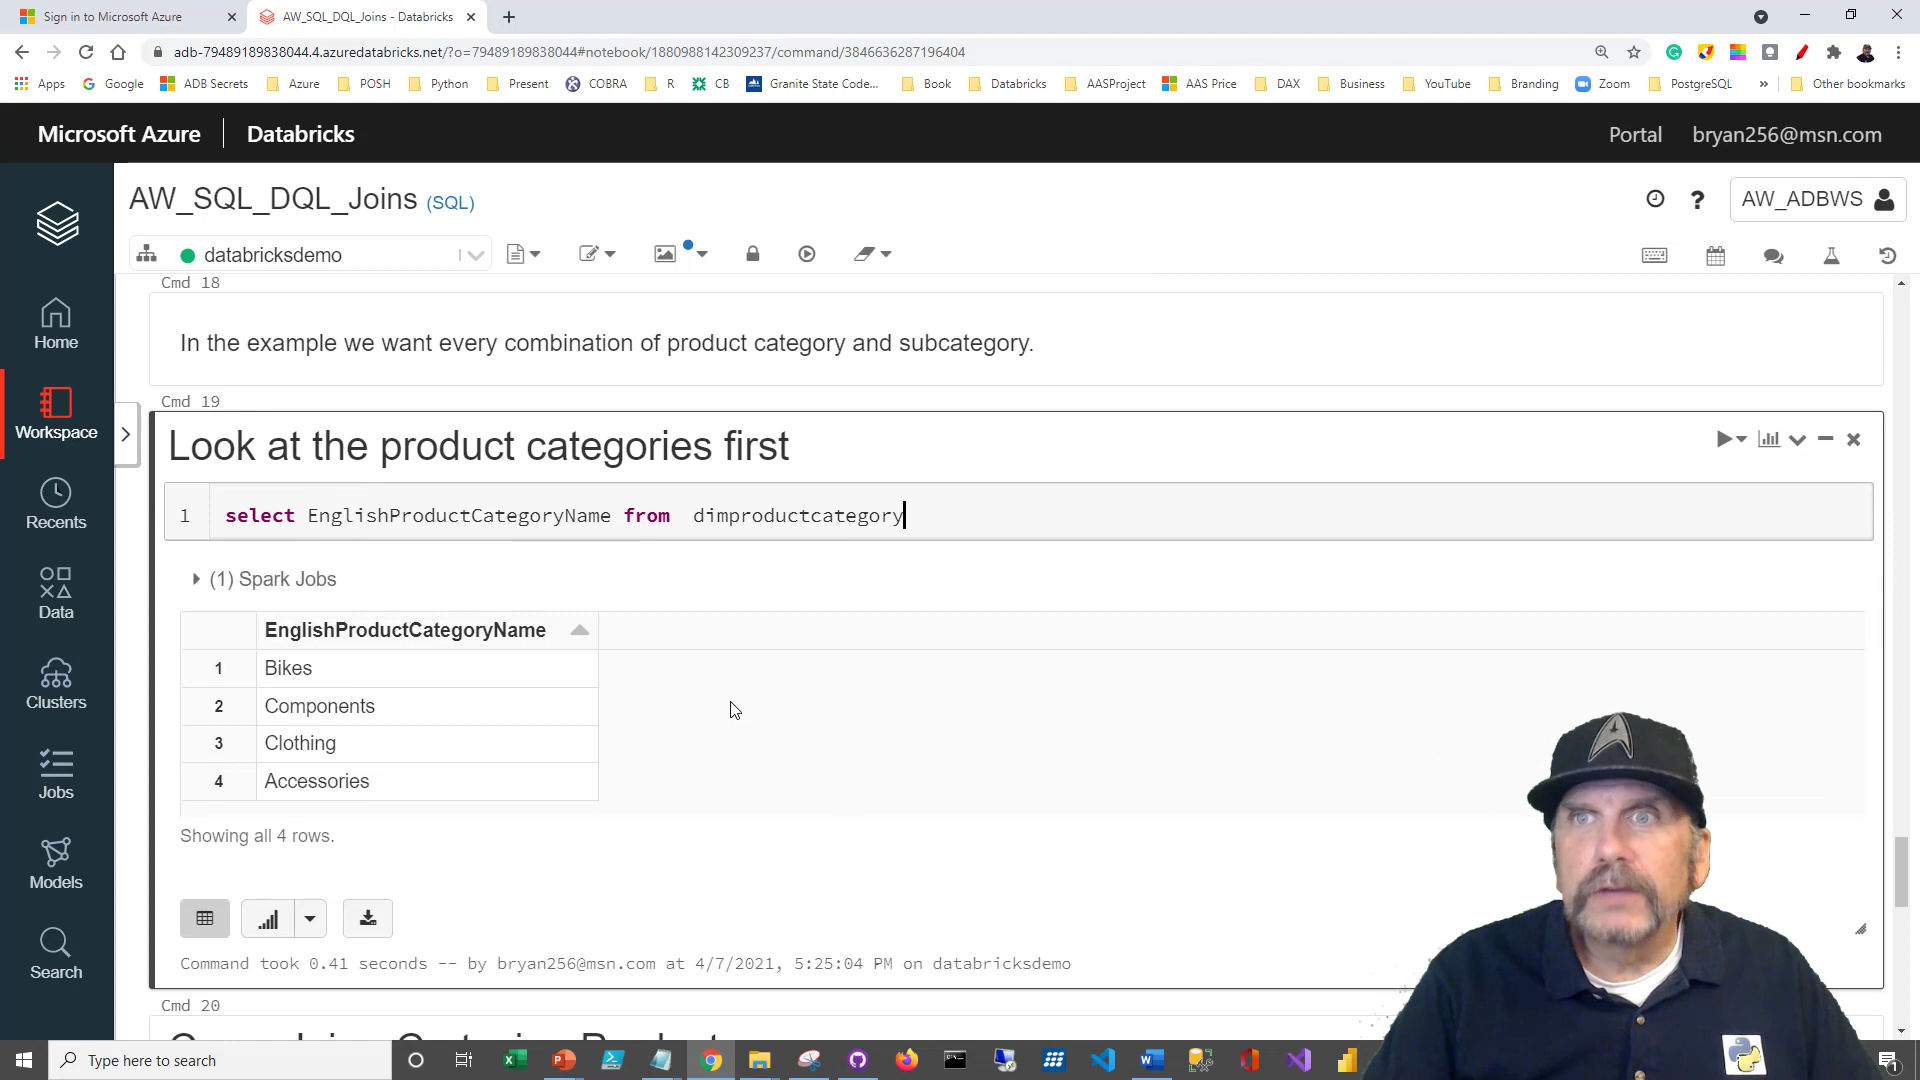 Sign in to Microsoft Azure
AW_SQL_DQL_Joins - Databricks
adb-79489189838044.4.azuredatabricks.net/?o=79489189838044#notebook/1880988142309237/command/3846636287196404
Apps Google ADB Secrets Azure POSH Python Present COBRA R CB Granite State Code... Book Databricks AASProject AAS Price DAX Business YouTube Branding Zoom PostgreSQL » Other bookmarks
Microsoft Azure Databricks Portal bryan256@msn.com
AW_SQL_DQL_Joins (SQL)
AW_ADBWS
databricksdemo
Home
Workspace
Recents
Data
Clusters
Jobs
Models
Search
Cmd 18
In the example we want every combination of product category and subcategory.
Cmd 19
Look at the product categories first
1 select EnglishProductCategoryName from dimproductcategory
(1) Spark Jobs
EnglishProductCategoryName
1 Bikes
2 Components
3 Clothing
4 Accessories
Showing all 4 rows.
Command took 0.41 seconds -- by bryan256@msn.com at 4/7/2021, 5:25:04 PM on databricksdemo
Cmd 20
Type here to search